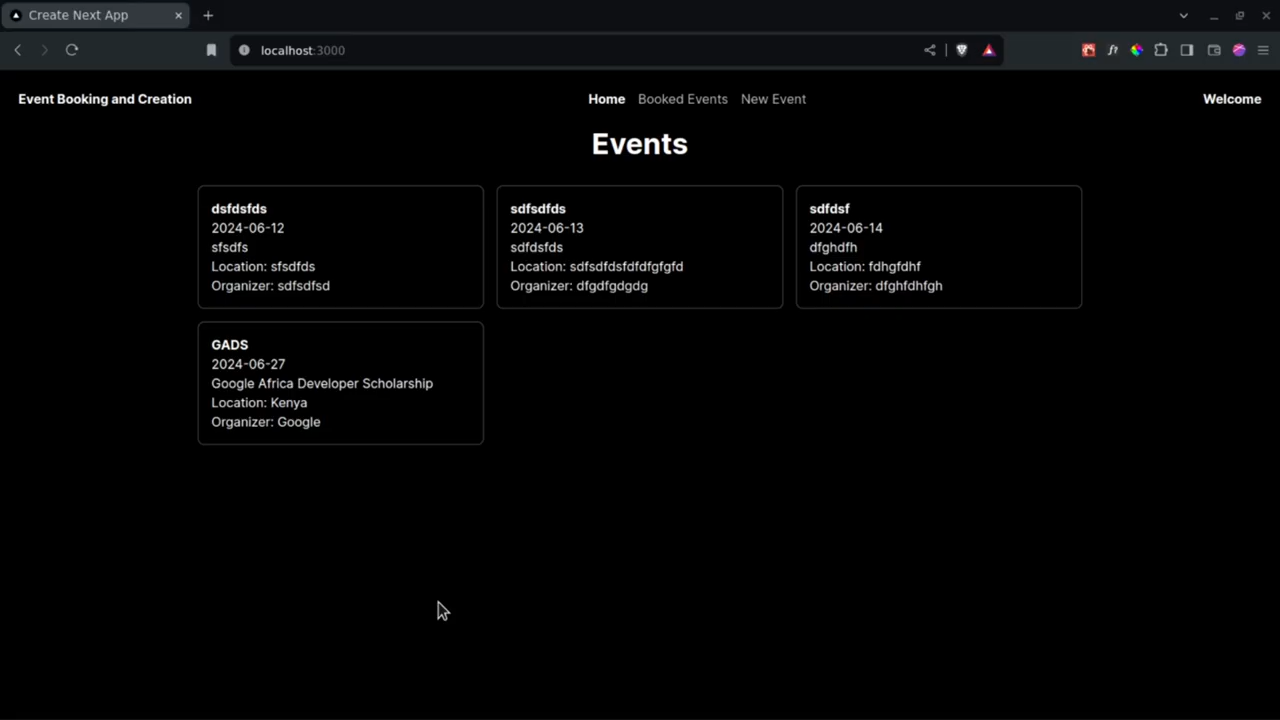 Create Next App
localhost:3000
Event Booking and Creation
Home
Booked Events
New Event
Welcome
Events
dsfdsfds
2024-06-12
sfsdfs
Location: sfsdfds
Organizer: sdfsdfsd
sdfsdfds
2024-06-13
sdfdsfds
Location: sdfsdfdsfdfdfgfgfd
Organizer: dfgdfgdgdg
sdfdsf
2024-06-14
dfghdfh
Location: fdhgfdhf
Organizer: dfghfdhfgh
GADS
2024-06-27
Google Africa Developer Scholarship
Location: Kenya
Organizer: Google